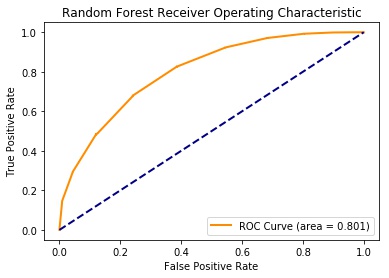 Random Forest Receiver Operating Characteristic
1.0
0.8
0.6
0.4
0.2
0.0
True Positive Rate
ROC Curve (area = 0.801)
0.0 0.2 0.4 0.6 0.8 1.0
False Positive Rate